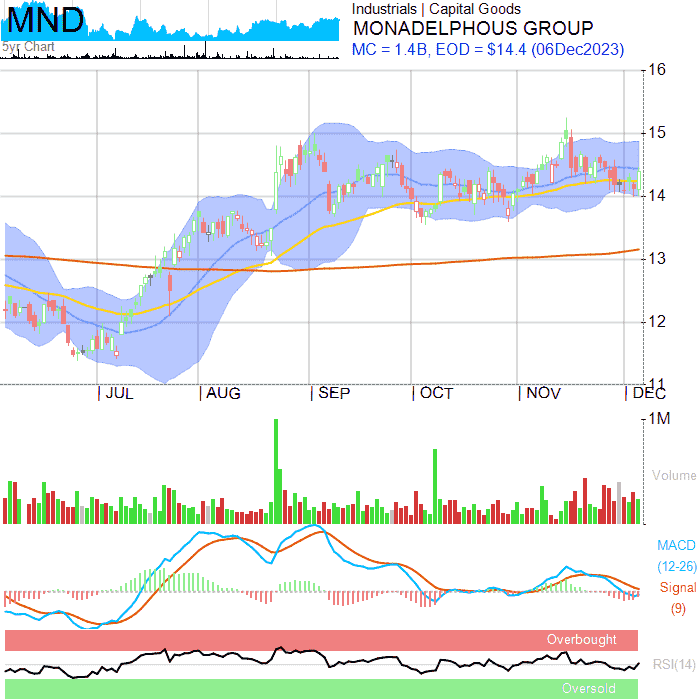 MND
5yr Chart
Industrials | Capital Goods
MONADELPHOUS GROUP
MC = 1.4B, EOD = $14.4 (06Dec2023)
16
15
14
13
12
11
JUL AUG SEP OCT NOV DEC
1M
Volume
MACD
(12-26)
Signal
(9)
Overbought
RSI(14)
Oversold